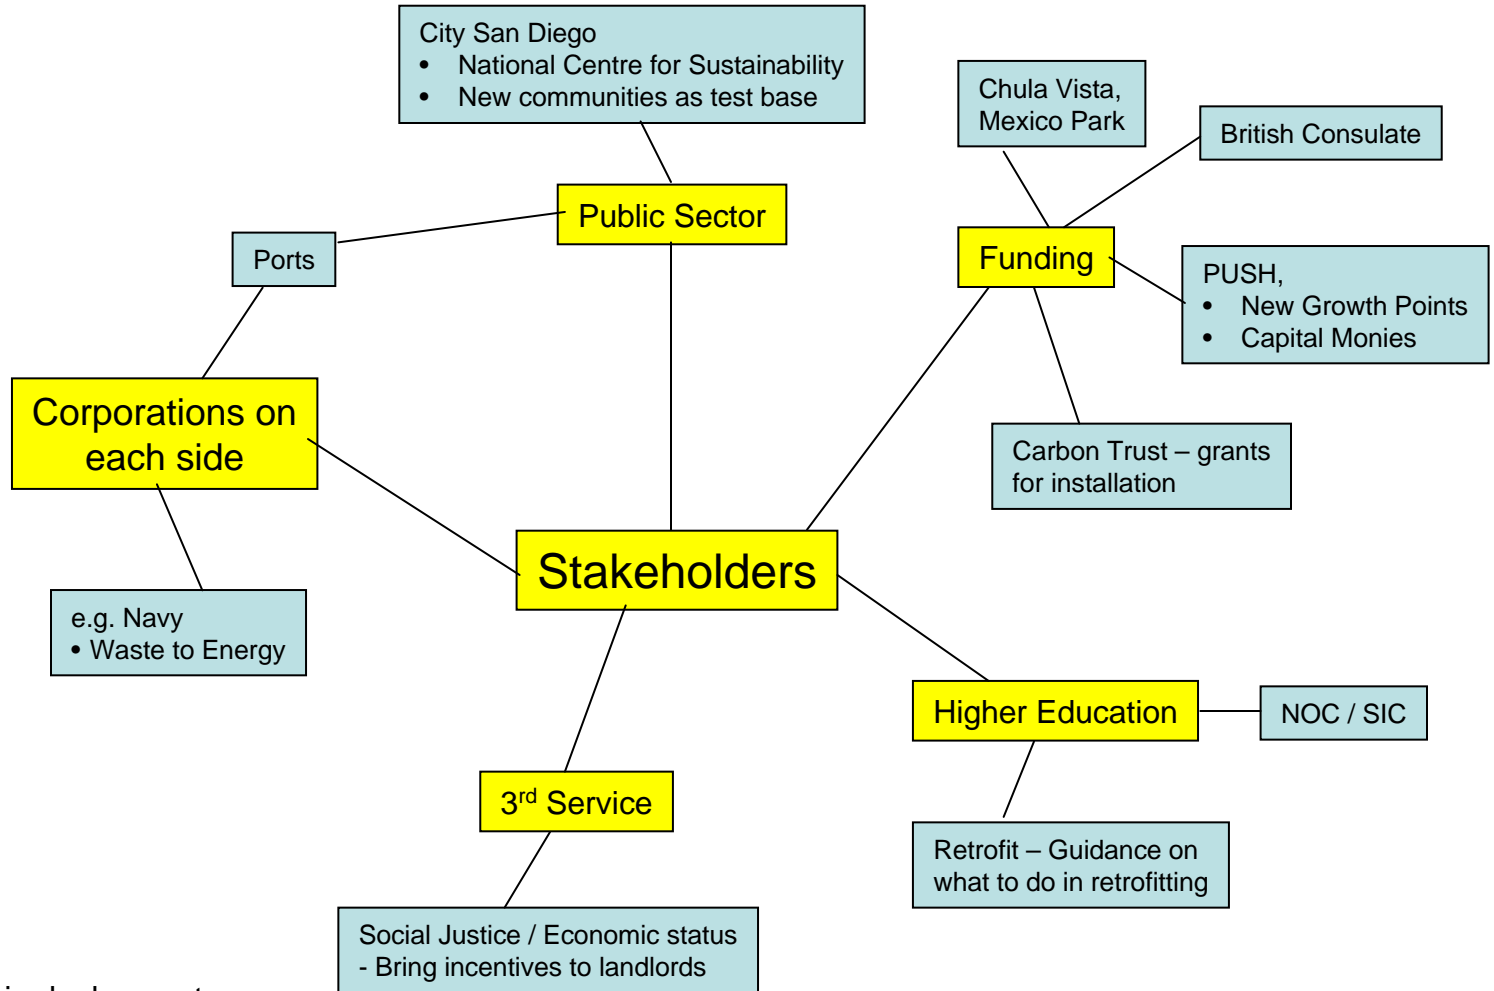 City San Diego
• National Centre for Sustainability
• New communities as test base
Chula Vista,
Mexico Park
British Consulate
Public Sector
Ports
Funding
PUSH,
• New Growth Points
• Capital Monies
Corporations on
each side
Carbon Trust – grants
for installation
Stakeholders
e.g. Navy
• Waste to Energy
Higher Education
NOC / SIC
3rd Service
Retrofit – Guidance on
what to do in retrofitting
Social Justice / Economic status
- Bring incentives to landlords